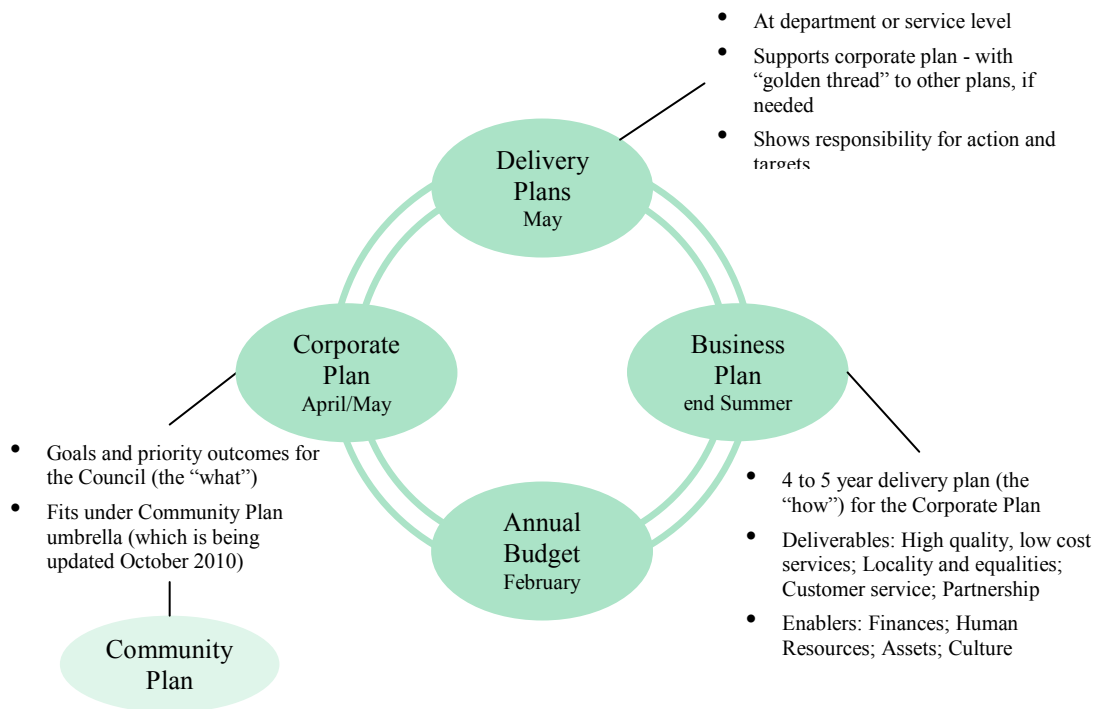 • At department or service level
• Supports corporate plan - with
“golden thread” to other plans, if
needed
• Shows responsibility for action and
targets
Delivery
Plans
May
Corporate
Plan
April/May
Business
Plan
end Summer
• Goals and priority outcomes for
the Council (the “what”)
• Fits under Community Plan
umbrella (which is being
updated October 2010)
• 4 to 5 year delivery plan (the
“how”) for the Corporate Plan
• Deliverables: High quality, low cost
services; Locality and equalities;
Customer service; Partnership
• Enablers: Finances; Human
Resources; Assets; Culture
Annual
Budget
February
Community
Plan